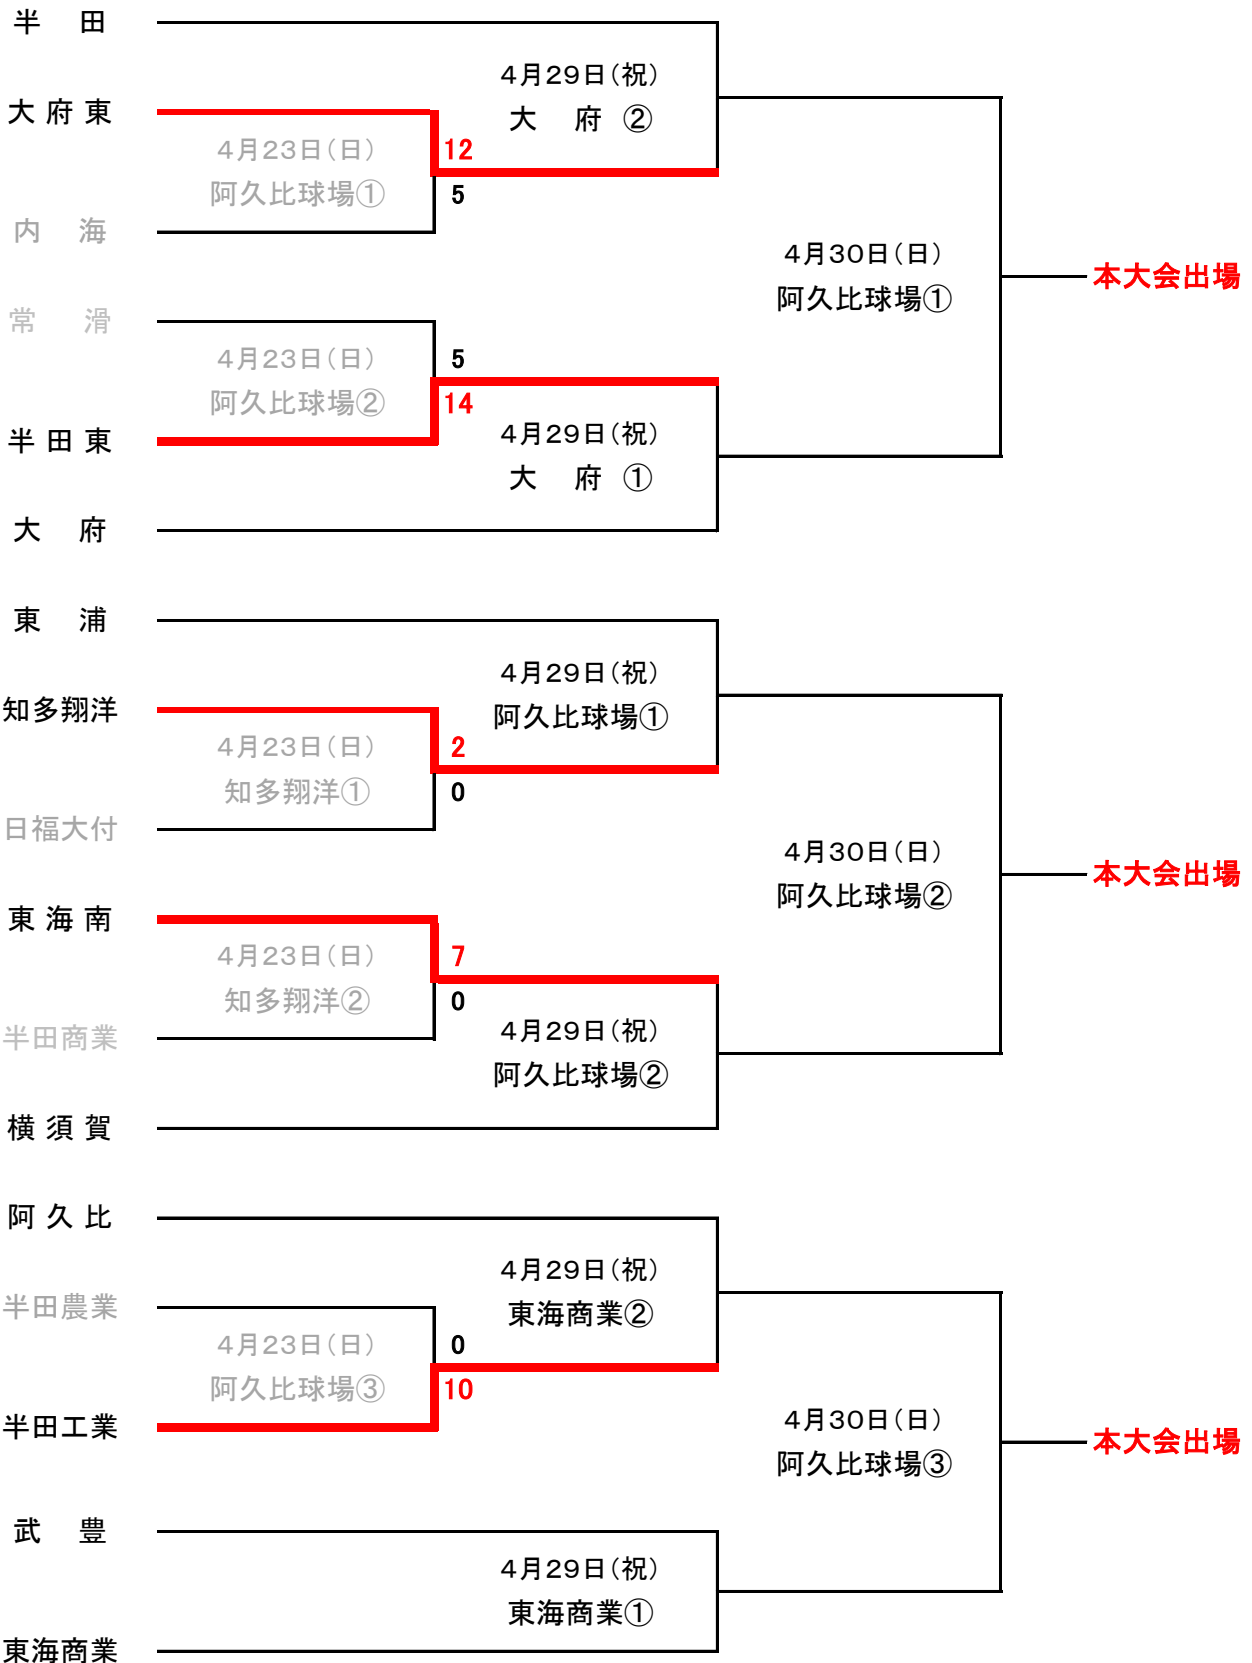 半 田
4月29日(祝)
大 府 ②
大 府 東
12
4月23日(日)
阿久比球場①
5
内 海
4月30日(日)
阿久比球場①
本大会出場
常 滑
5
4月23日(日)
阿久比球場②
14
4月29日(祝)
大 府 ①
半 田 東
大 府
東 浦
4月29日(祝)
阿久比球場①
知多翔洋
2
4月23日(日)
知多翔洋①
0
日福大付
4月30日(日)
阿久比球場②
本大会出場
東 海 南
7
4月23日(日)
知多翔洋②
0
4月29日(祝)
阿久比球場②
半田商業
横 須 賀
阿 久 比
4月29日(祝)
東海商業②
半田農業
0
4月23日(日)
阿久比球場③
10
半田工業
4月30日(日)
阿久比球場③
本大会出場
武 豊
4月29日(祝)
東海商業①
東海商業